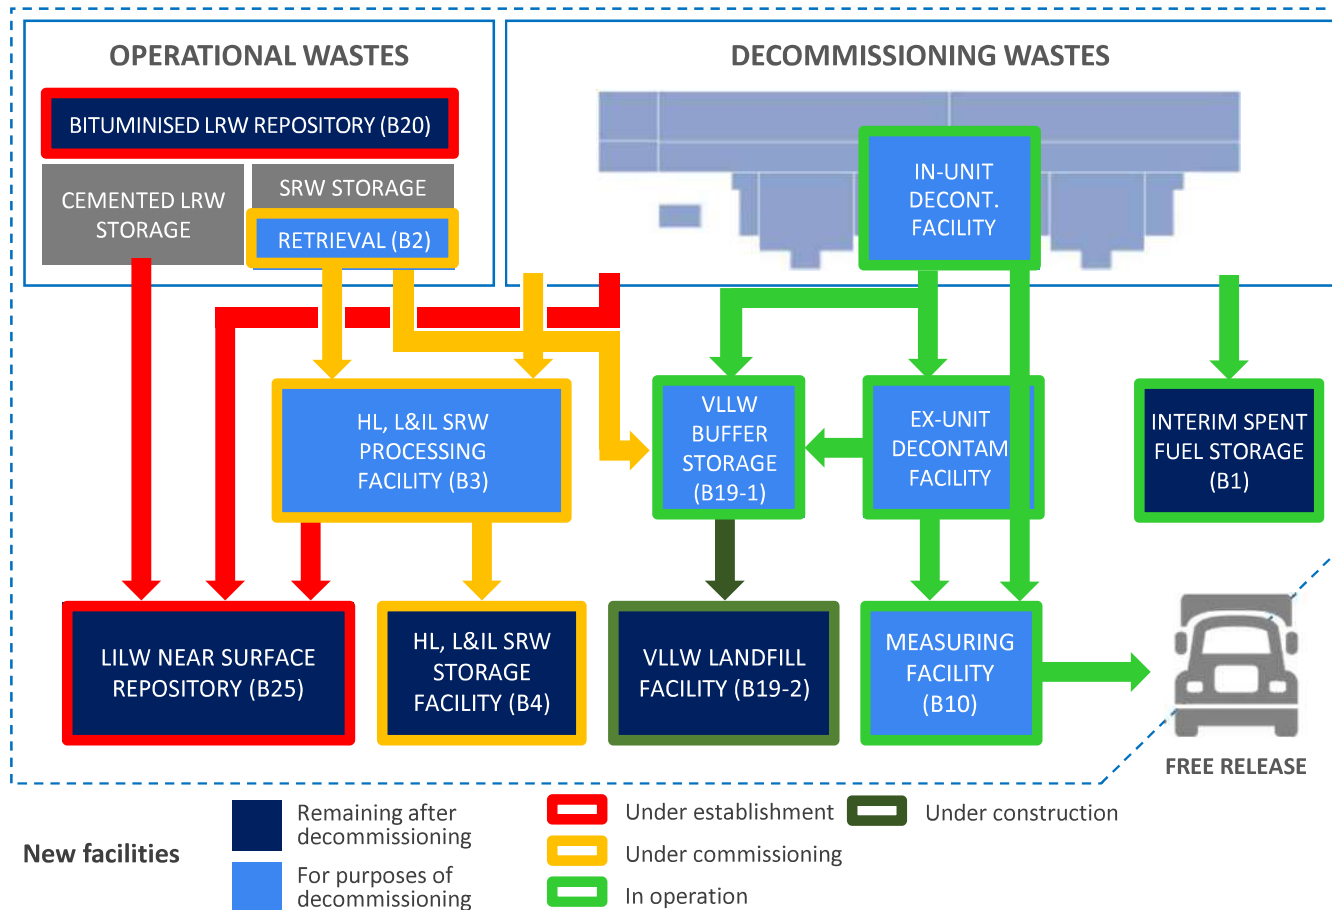 OPERATIONAL WASTES
DECOMMISSIONING WASTES
BITUMINISED LRW REPOSITORY (B20)
CEMENTED LRW
STORAGE
SRW STORAGE
RETRIEVAL (B2)
IN-UNIT
DECONT.
FACILITY
HL, L&IL SRW
PROCESSING
FACILITY (B3)
VLLW
BUFFER
STORAGE
(B19-1)
EX-UNIT
DECONTAM
FACILITY
INTERIM SPENT
FUEL STORAGE
(B1)
LILW NEAR SURFACE
REPOSITORY (B25)
HL, L&IL SRW
STORAGE
FACILITY (B4)
VLLW LANDFILL
FACILITY (B19-2)
MEASURING
FACILITY
(B10)
FREE RELEASE
New facilities
Remaining after
decommissioning
For purposes of
decommissioning
Under establishment
Under commissioning
In operation
Under construction